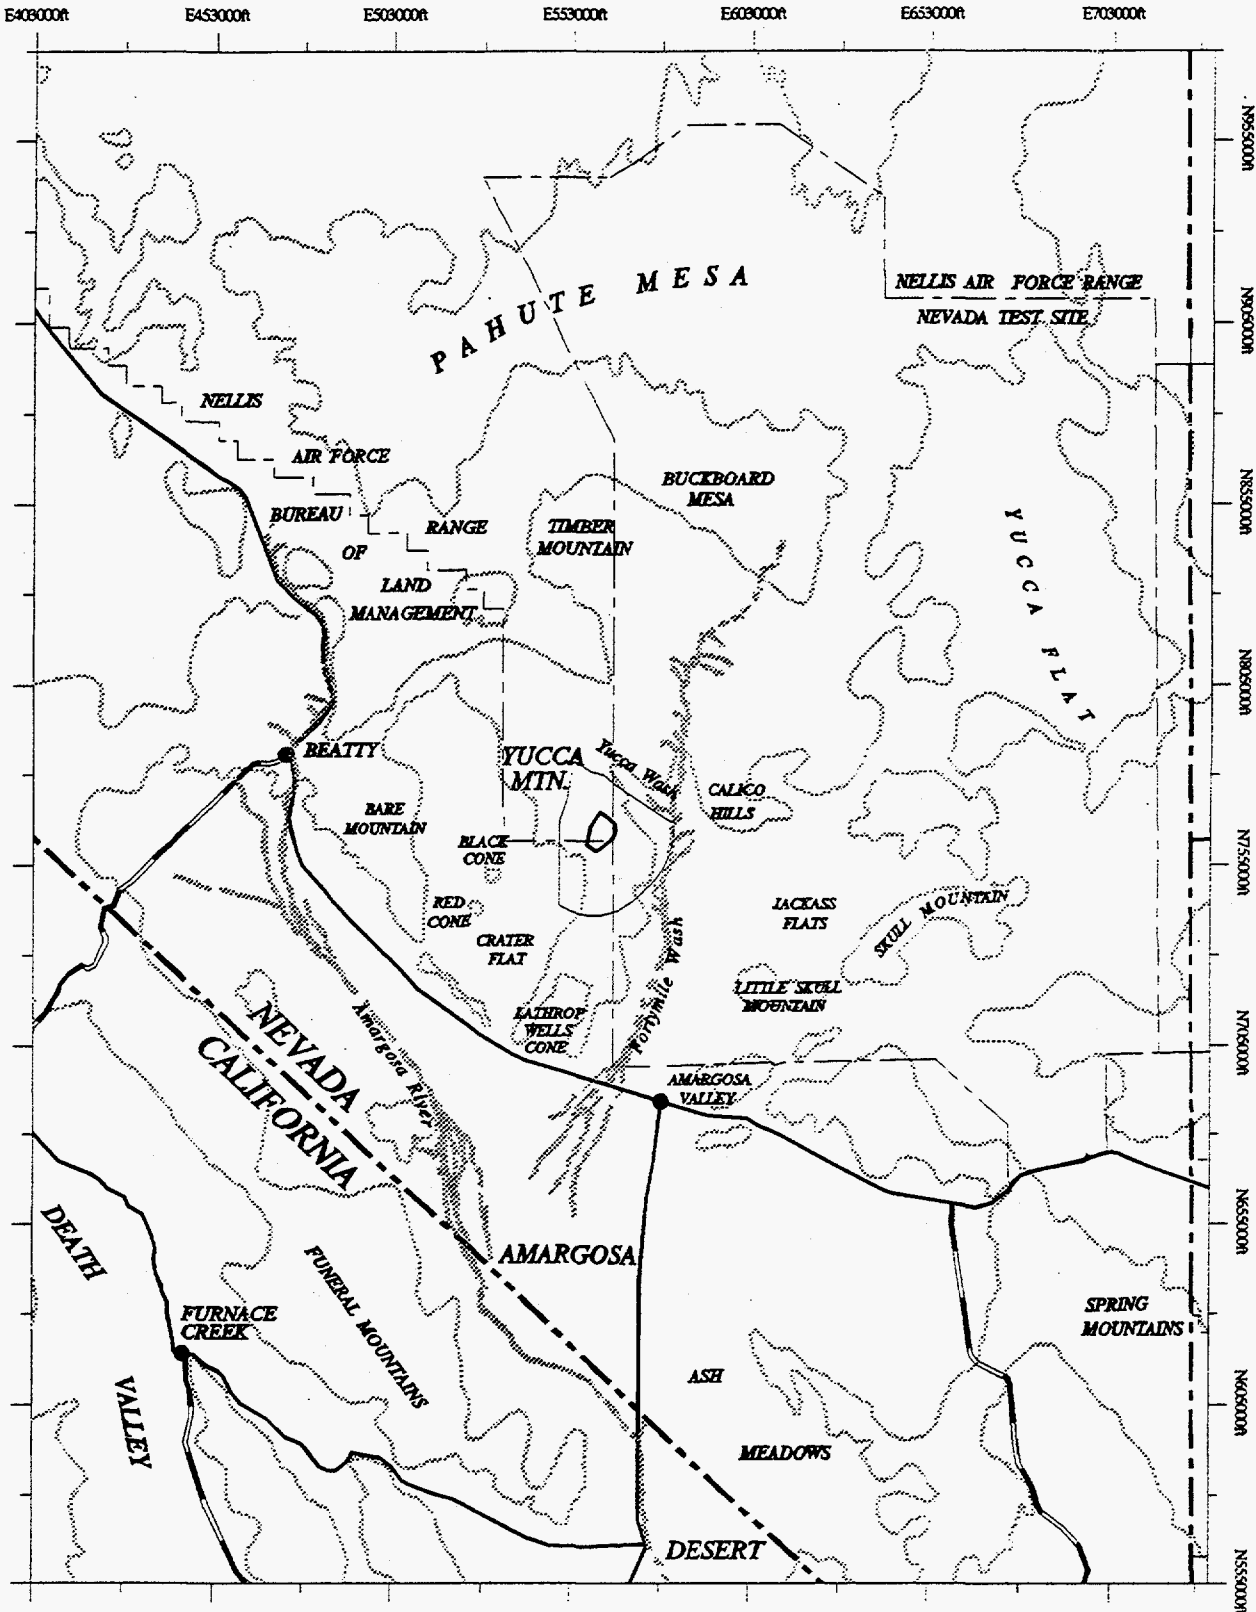 E403000ft E453000ft E503000ft E553000ft E603000ft E653000ft E703000ft
N955000ft
PAHUTE MESA
NELLIS AIR FORCE RANGE
NEVADA TEST SITE
N905000ft
NELLIS
AIR FORCE
RANGE
BUREAU
OF
LAND
MANAGEMENT
BUCKBOARD
MESA
TIMBER
MOUNTAIN
N855000ft
YUCCA FLAT
N805000ft
BEATTY
YUCCA
MTN.
Yucca Wash
CALICO
HILLS
BARE
MOUNTAIN
BLACK
CONE
N755000ft
RED
CONE
CRATER
FLAT
JACKASS
FLATS
SKULL MOUNTAIN
Fortymile Wash
LITTLE SKULL
MOUNTAIN
LATHROP
WELLS
CONE
Amargosa River
NEVADA
CALIFORNIA
N705000ft
AMARGOSA
VALLEY
DEATH
VALLEY
N655000ft
AMARGOSA
FUNERAL MOUNTAINS
FURNACE
CREEK
SPRING
MOUNTAINS
ASH
MEADOWS
N605000ft
DESERT
N555000ft